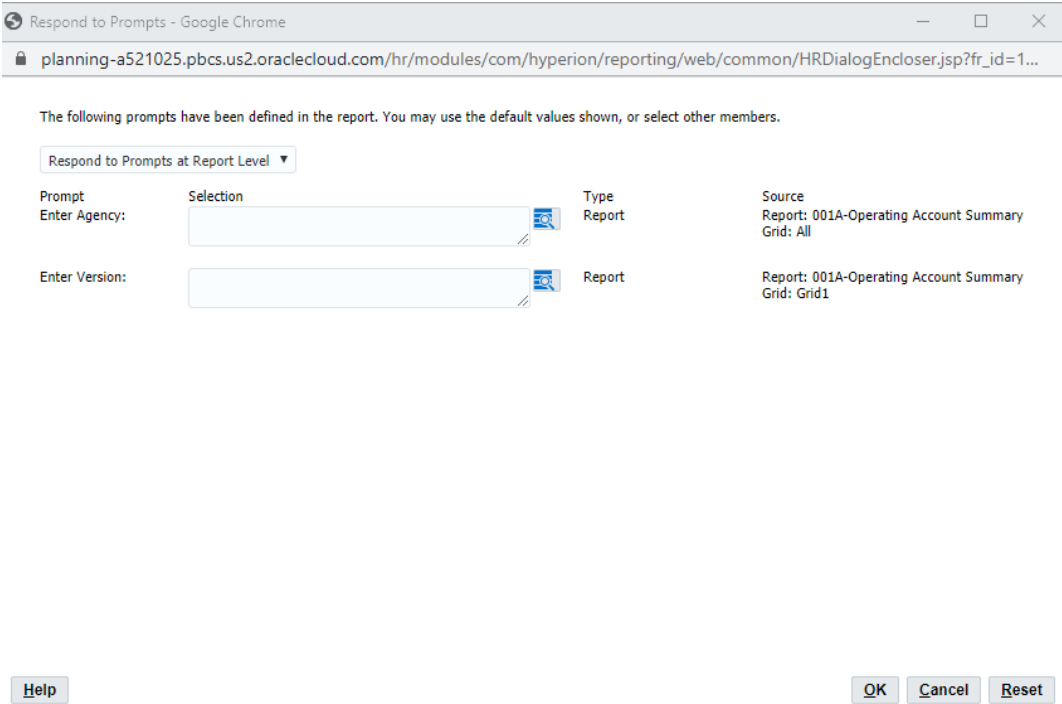 Respond to Prompts - Google Chrome
planning-a521025.pbcs.us2.oraclecloud.com/hr/modules/com/hyperion/reporting/web/common/HRDialogEncloser.jsp?fr_id=1...
The following prompts have been defined in the report. You may use the default values shown, or select other members.
Respond to Prompts at Report Level
Prompt Selection Type Source
Enter Agency: Report Report: 001A-Operating Account Summary
Grid: All
Enter Version: Report Report: 001A-Operating Account Summary
Grid: Grid1
Help OK Cancel Reset